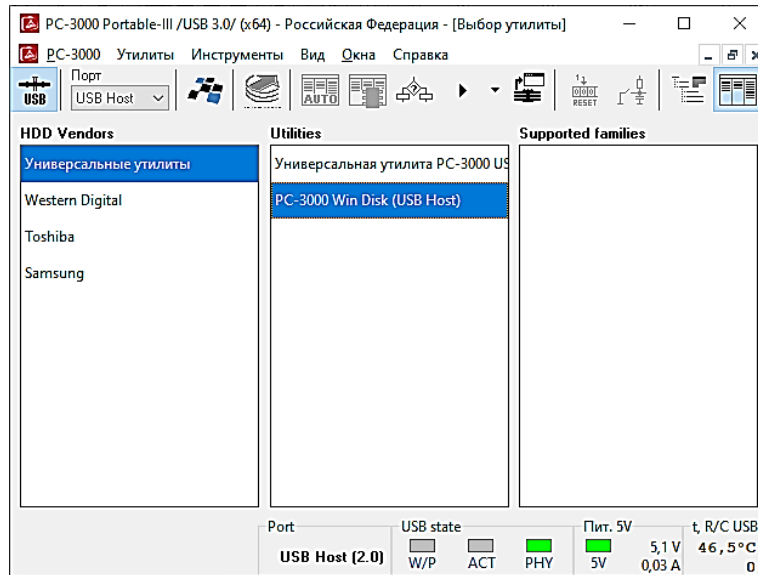 PC-3000 Portable-III /USB 3.0/ (x64) - Российская Федерация - [Выбор утилиты]
PC-3000 Утилиты Инструменты Вид Окна Справка
USB
Порт
USB Host
AUTO
RESET
HDD Vendors
Utilities
Supported families
Универсальные утилиты
Western Digital
Toshiba
Samsung
Универсальная утилита PC-3000 US
PC-3000 Win Disk (USB Host)
Port
USB Host (2.0)
USB state
W/P ACT PHY
Пит. 5V
5V
5,1 V
0,03 A
t, R/C USB
46,5°C
0